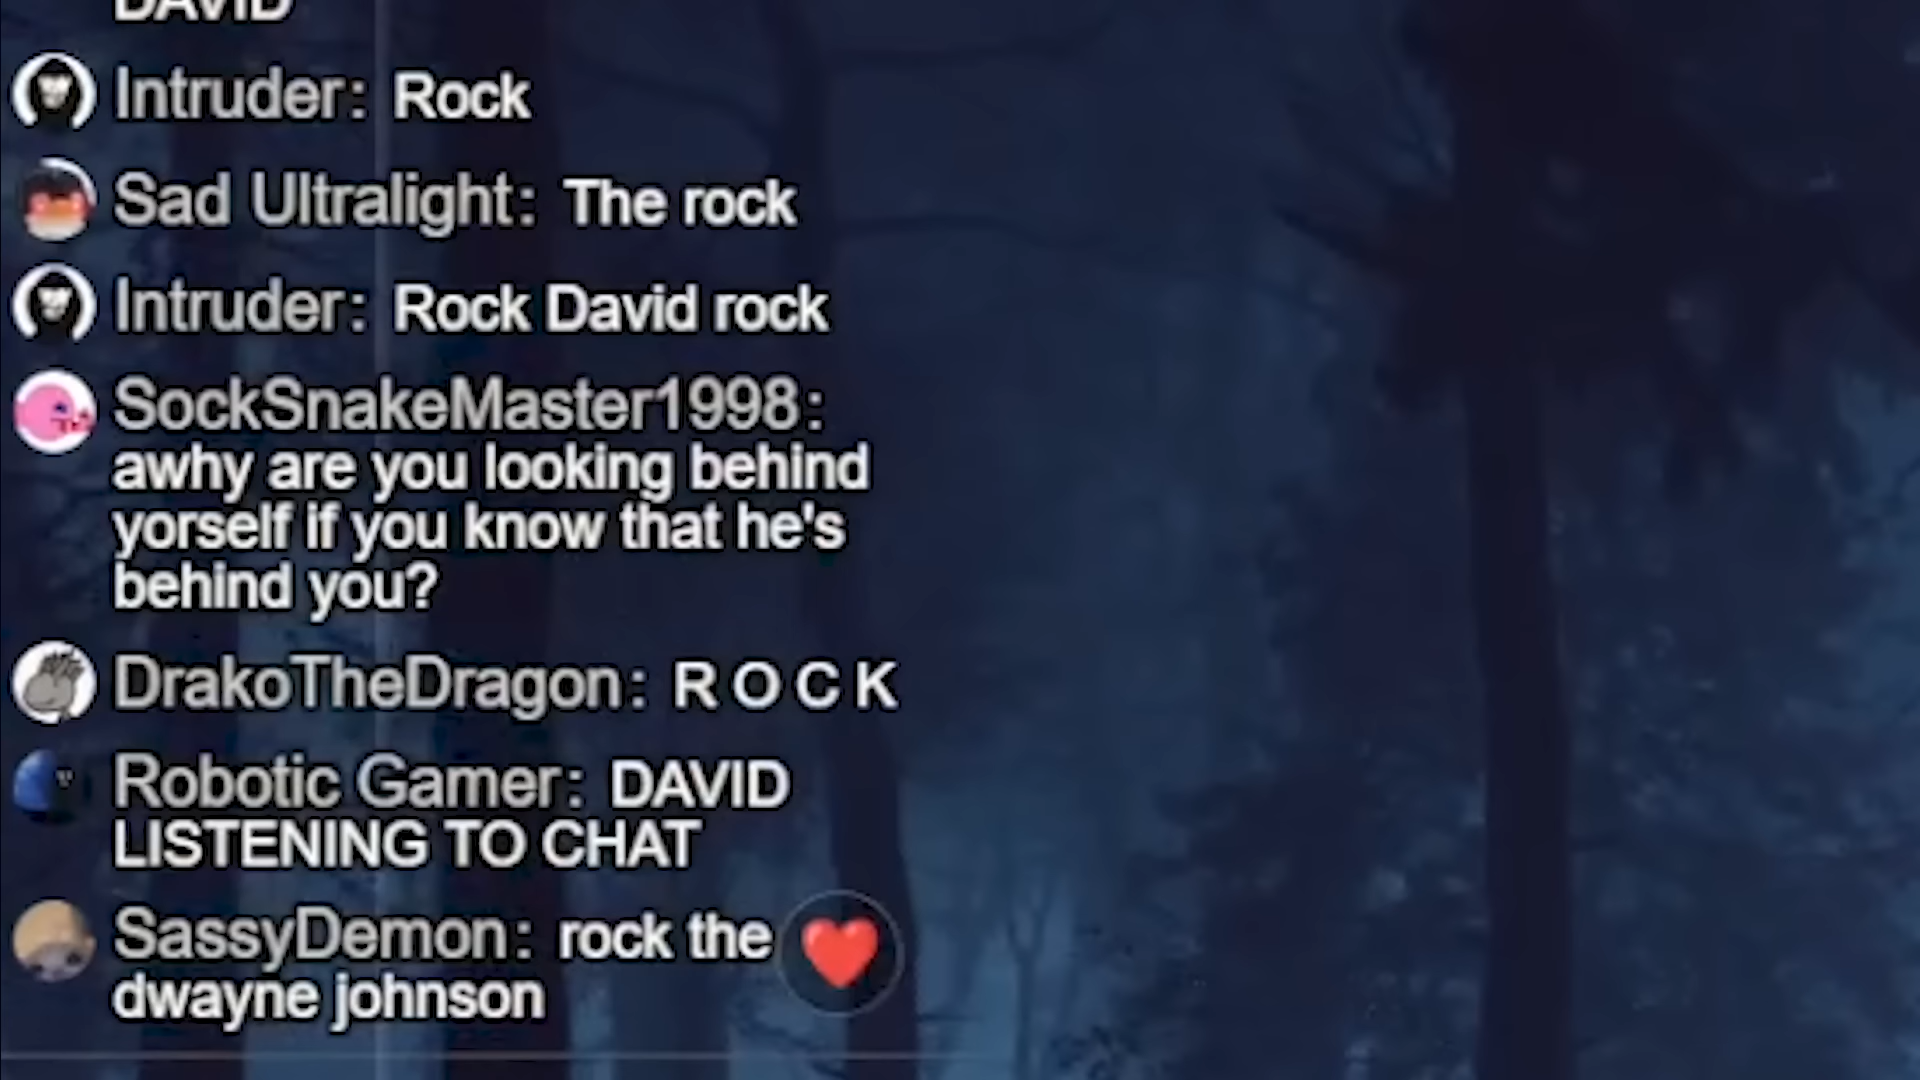 DAVID
Intruder: Rock
Sad Ultralight: The rock
Intruder: Rock David rock
SockSnakeMaster1998:
awhy are you looking behind
yorself if you know that he's
behind you?
DrakoTheDragon: R O C K
Robotic Gamer: DAVID
LISTENING TO CHAT
SassyDemon: rock the
dwayne johnson